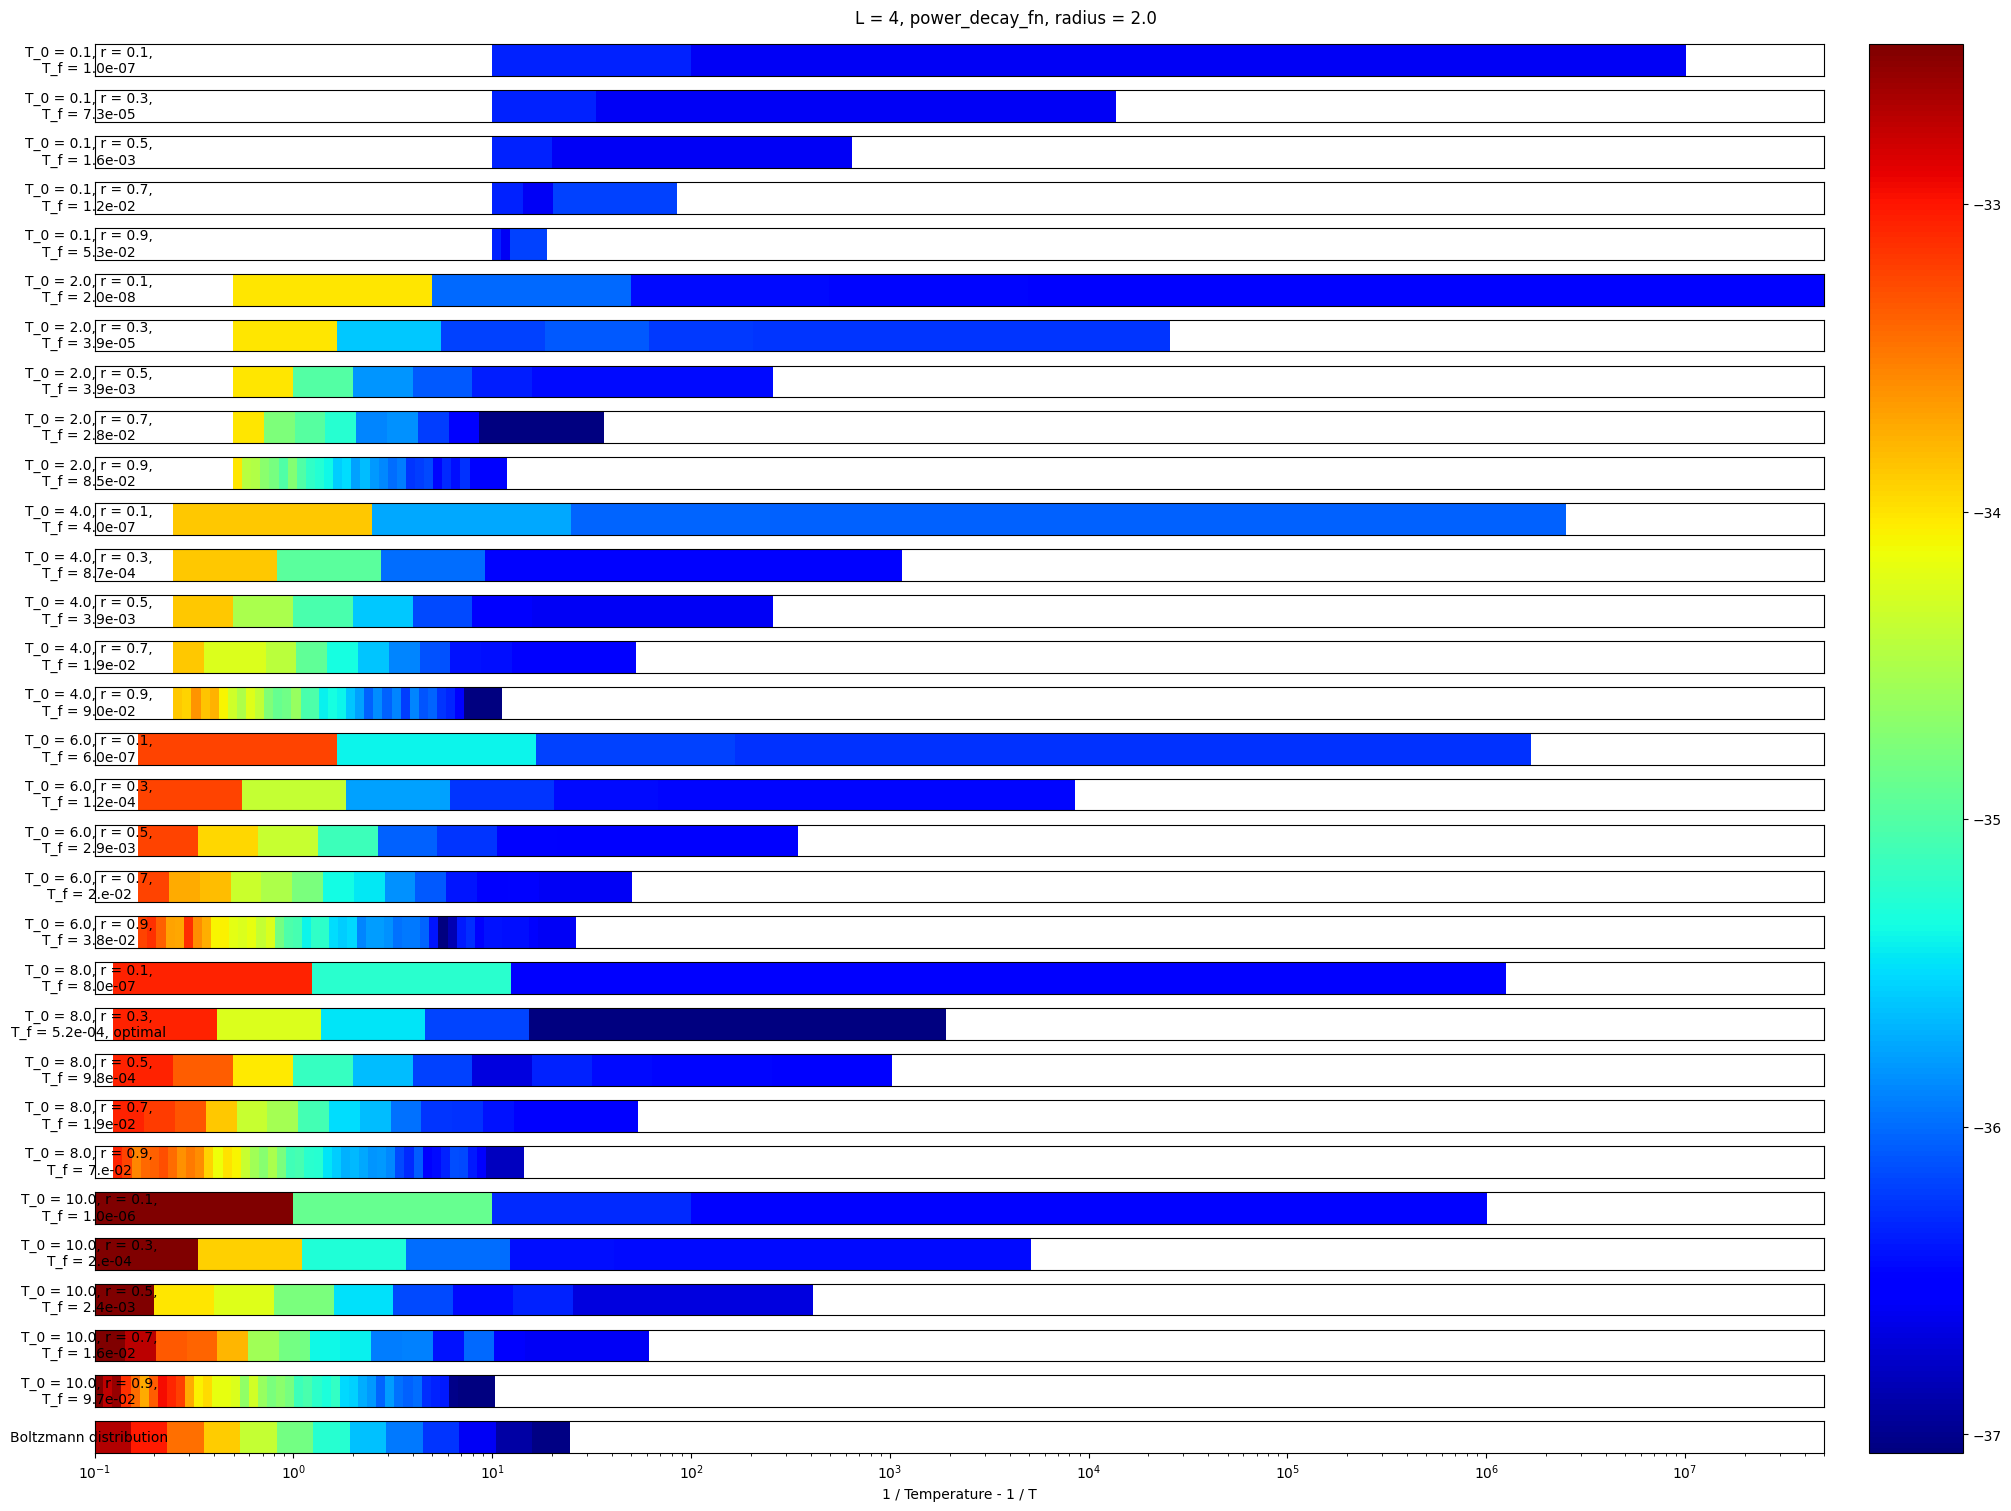 L = 4, power_decay_fn, radius = 2.0
T_0 = 0.1, r = 0.1,
T_f = 1.0e-07
T_0 = 0.1, r = 0.3,
T_f = 7.3e-05
T_0 = 0.1, r = 0.5,
T_f = 1.6e-03
T_0 = 0.1, r = 0.7,
T_f = 1.2e-02
T_0 = 0.1, r = 0.9,
T_f = 5.3e-02
T_0 = 2.0, r = 0.1,
T_f = 2.0e-08
T_0 = 2.0, r = 0.3,
T_f = 3.9e-05
T_0 = 2.0, r = 0.5,
T_f = 3.9e-03
T_0 = 2.0, r = 0.7,
T_f = 2.8e-02
T_0 = 2.0, r = 0.9,
T_f = 8.5e-02
T_0 = 4.0, r = 0.1,
T_f = 4.0e-07
T_0 = 4.0, r = 0.3,
T_f = 8.7e-04
T_0 = 4.0, r = 0.5,
T_f = 3.9e-03
T_0 = 4.0, r = 0.7,
T_f = 1.9e-02
T_0 = 4.0, r = 0.9,
T_f = 9.0e-02
T_0 = 6.0, r = 0.1,
T_f = 6.0e-07
T_0 = 6.0, r = 0.3,
T_f = 1.2e-04
T_0 = 6.0, r = 0.5,
T_f = 2.9e-03
T_0 = 6.0, r = 0.7,
T_f = 2.e-02
T_0 = 6.0, r = 0.9,
T_f = 3.8e-02
T_0 = 8.0, r = 0.1,
T_f = 8.0e-07
T_0 = 8.0, r = 0.3,
T_f = 5.2e-04, optimal
T_0 = 8.0, r = 0.5,
T_f = 9.8e-04
T_0 = 8.0, r = 0.7,
T_f = 1.9e-02
T_0 = 8.0, r = 0.9,
T_f = 7.e-02
T_0 = 10.0, r = 0.1,
T_f = 1.0e-06
T_0 = 10.0, r = 0.3,
T_f = 2.e-04
T_0 = 10.0, r = 0.5,
T_f = 2.4e-03
T_0 = 10.0, r = 0.7,
T_f = 1.6e-02
T_0 = 10.0, r = 0.9,
T_f = 9.7e-02
Boltzmann distribution
10⁻¹ 10⁰ 10¹ 10² 10³ 10⁴ 10⁵ 10⁶ 10⁷
1 / Temperature - 1 / T
−33
−34
−35
−36
−37